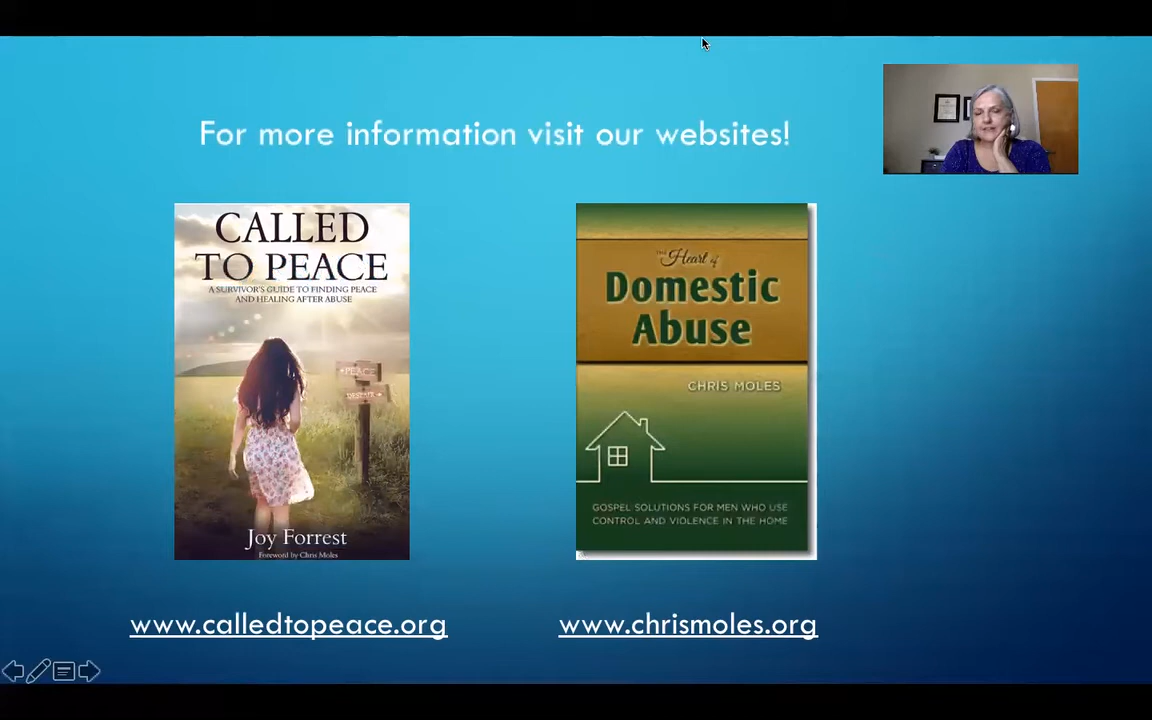 For more information visit our websites!
CALLED
TO PEACE
A SURVIVOR'S GUIDE TO FINDING PEACE
AND HEALING AFTER ABUSE
PEACE
DESPAIR
Joy Forrest
Foreword by Chris Moles
The Heart of
Domestic
Abuse
CHRIS MOLES
GOSPEL SOLUTIONS FOR MEN WHO USE
CONTROL AND VIOLENCE IN THE HOME
www.calledtopeace.org
www.chrismoles.org